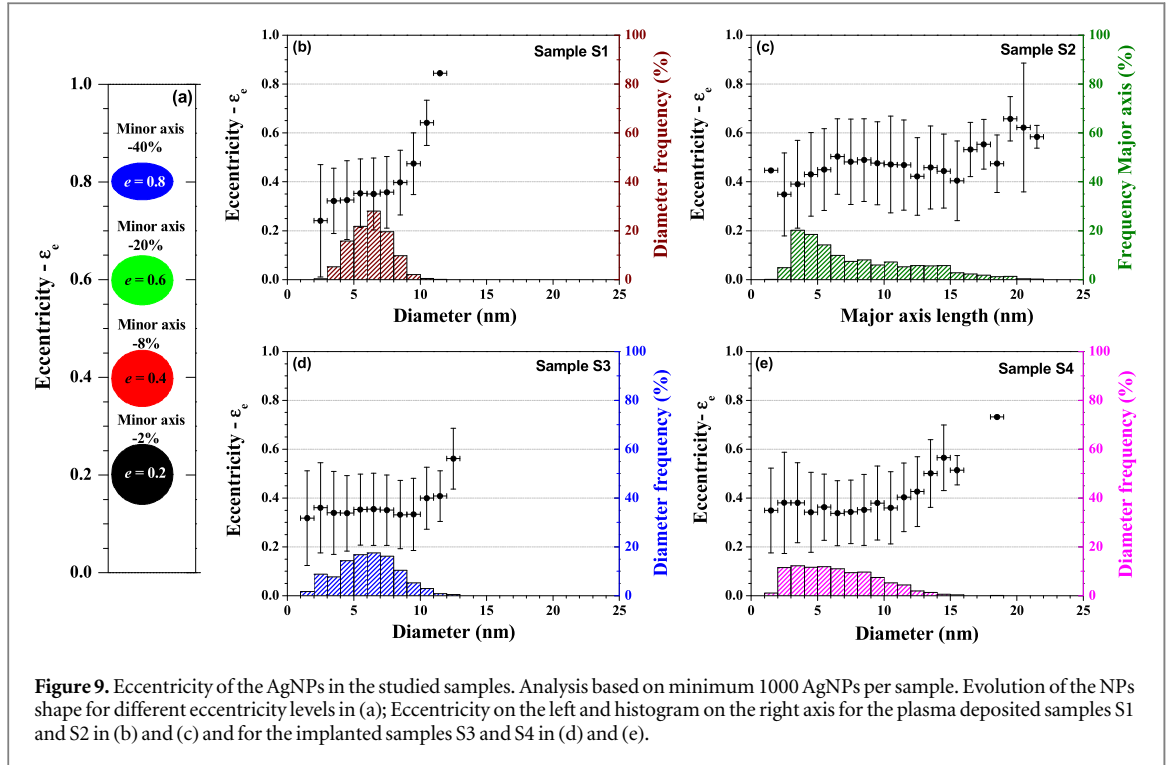 (a)
Eccentricity - εe
1.0
0.8
0.6
0.4
0.2
0.0
Minor axis
-40%
e = 0.8
Minor axis
-20%
e = 0.6
Minor axis
-8%
e = 0.4
Minor axis
-2%
e = 0.2
(b)
Sample S1
Eccentricity - εe
1.0
0.8
0.6
0.4
0.2
0.0
0 5 10 15 20 25
Diameter (nm)
100
80
60
40
20
0
Diameter frequency (%)
(c)
Sample S2
Eccentricity - εe
1.0
0.8
0.6
0.4
0.2
0.0
0 5 10 15 20 25
Major axis length (nm)
100
80
60
40
20
0
Frequency Major axis (%)
(d)
Sample S3
Eccentricity - εe
1.0
0.8
0.6
0.4
0.2
0.0
0 5 10 15 20 25
Diameter (nm)
100
80
60
40
20
0
Diameter frequency (%)
(e)
Sample S4
Eccentricity- εe
1.0
0.8
0.6
0.4
0.2
0.0
0 5 10 15 20 25
Diameter (nm)
100
80
60
40
20
0
Diameter frequency (%)
Figure 9. Eccentricity of the AgNPs in the studied samples. Analysis based on minimum 1000 AgNPs per sample. Evolution of the NPs
shape for different eccentricity levels in (a); Eccentricity on the left and histogram on the right axis for the plasma deposited samples S1
and S2 in (b) and (c) and for the implanted samples S3 and S4 in (d) and (e).